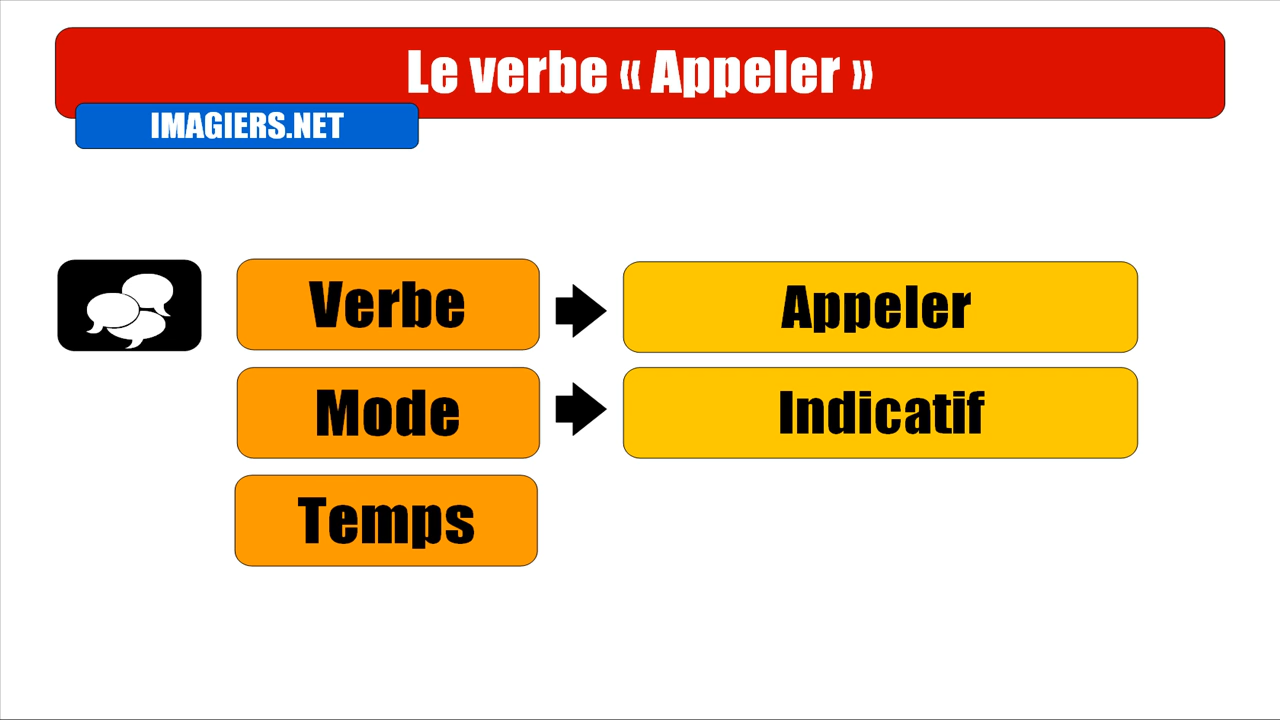 Le verbe « Appeler »
IMAGIERS.NET
Verbe
Appeler
Mode
Indicatif
Temps